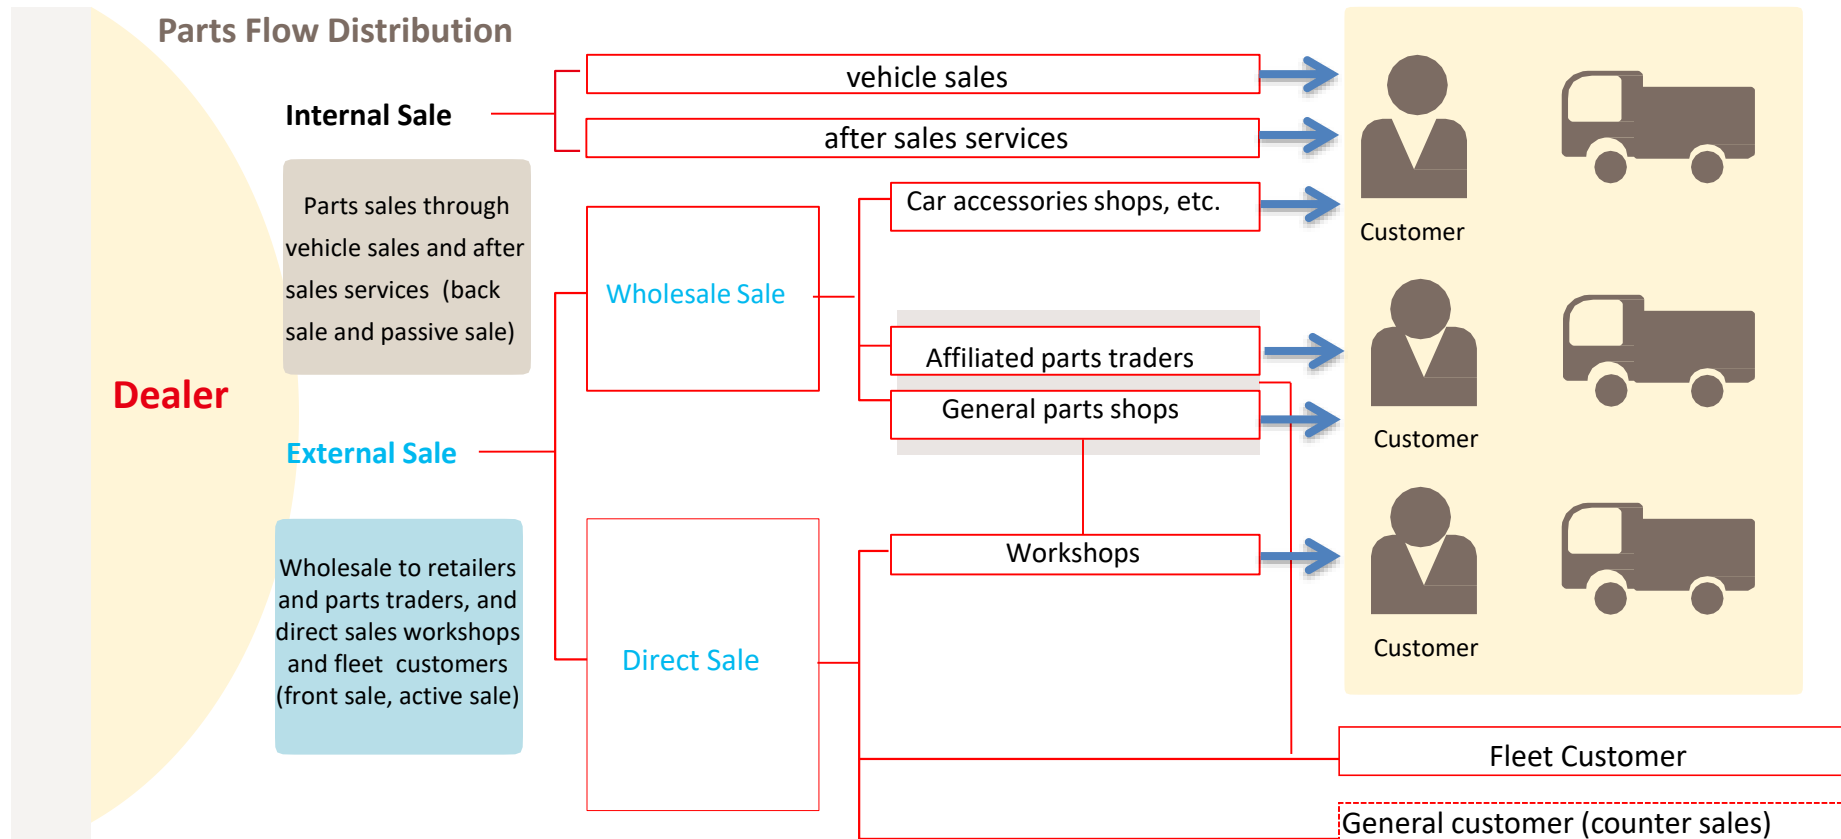 Parts Flow Distribution
vehicle sales
Internal Sale
after sales services
Parts sales through
vehicle sales and after
sales services (back
sale and passive sale)
Car accessories shops, etc.
Customer
Wholesale Sale
Affiliated parts traders
Dealer
General parts shops
Customer
External Sale
Wholesale to retailers
and parts traders, and
direct sales workshops
and fleet customers
(front sale, active sale)
Workshops
Direct Sale
Customer
Fleet Customer
General customer (counter sales)